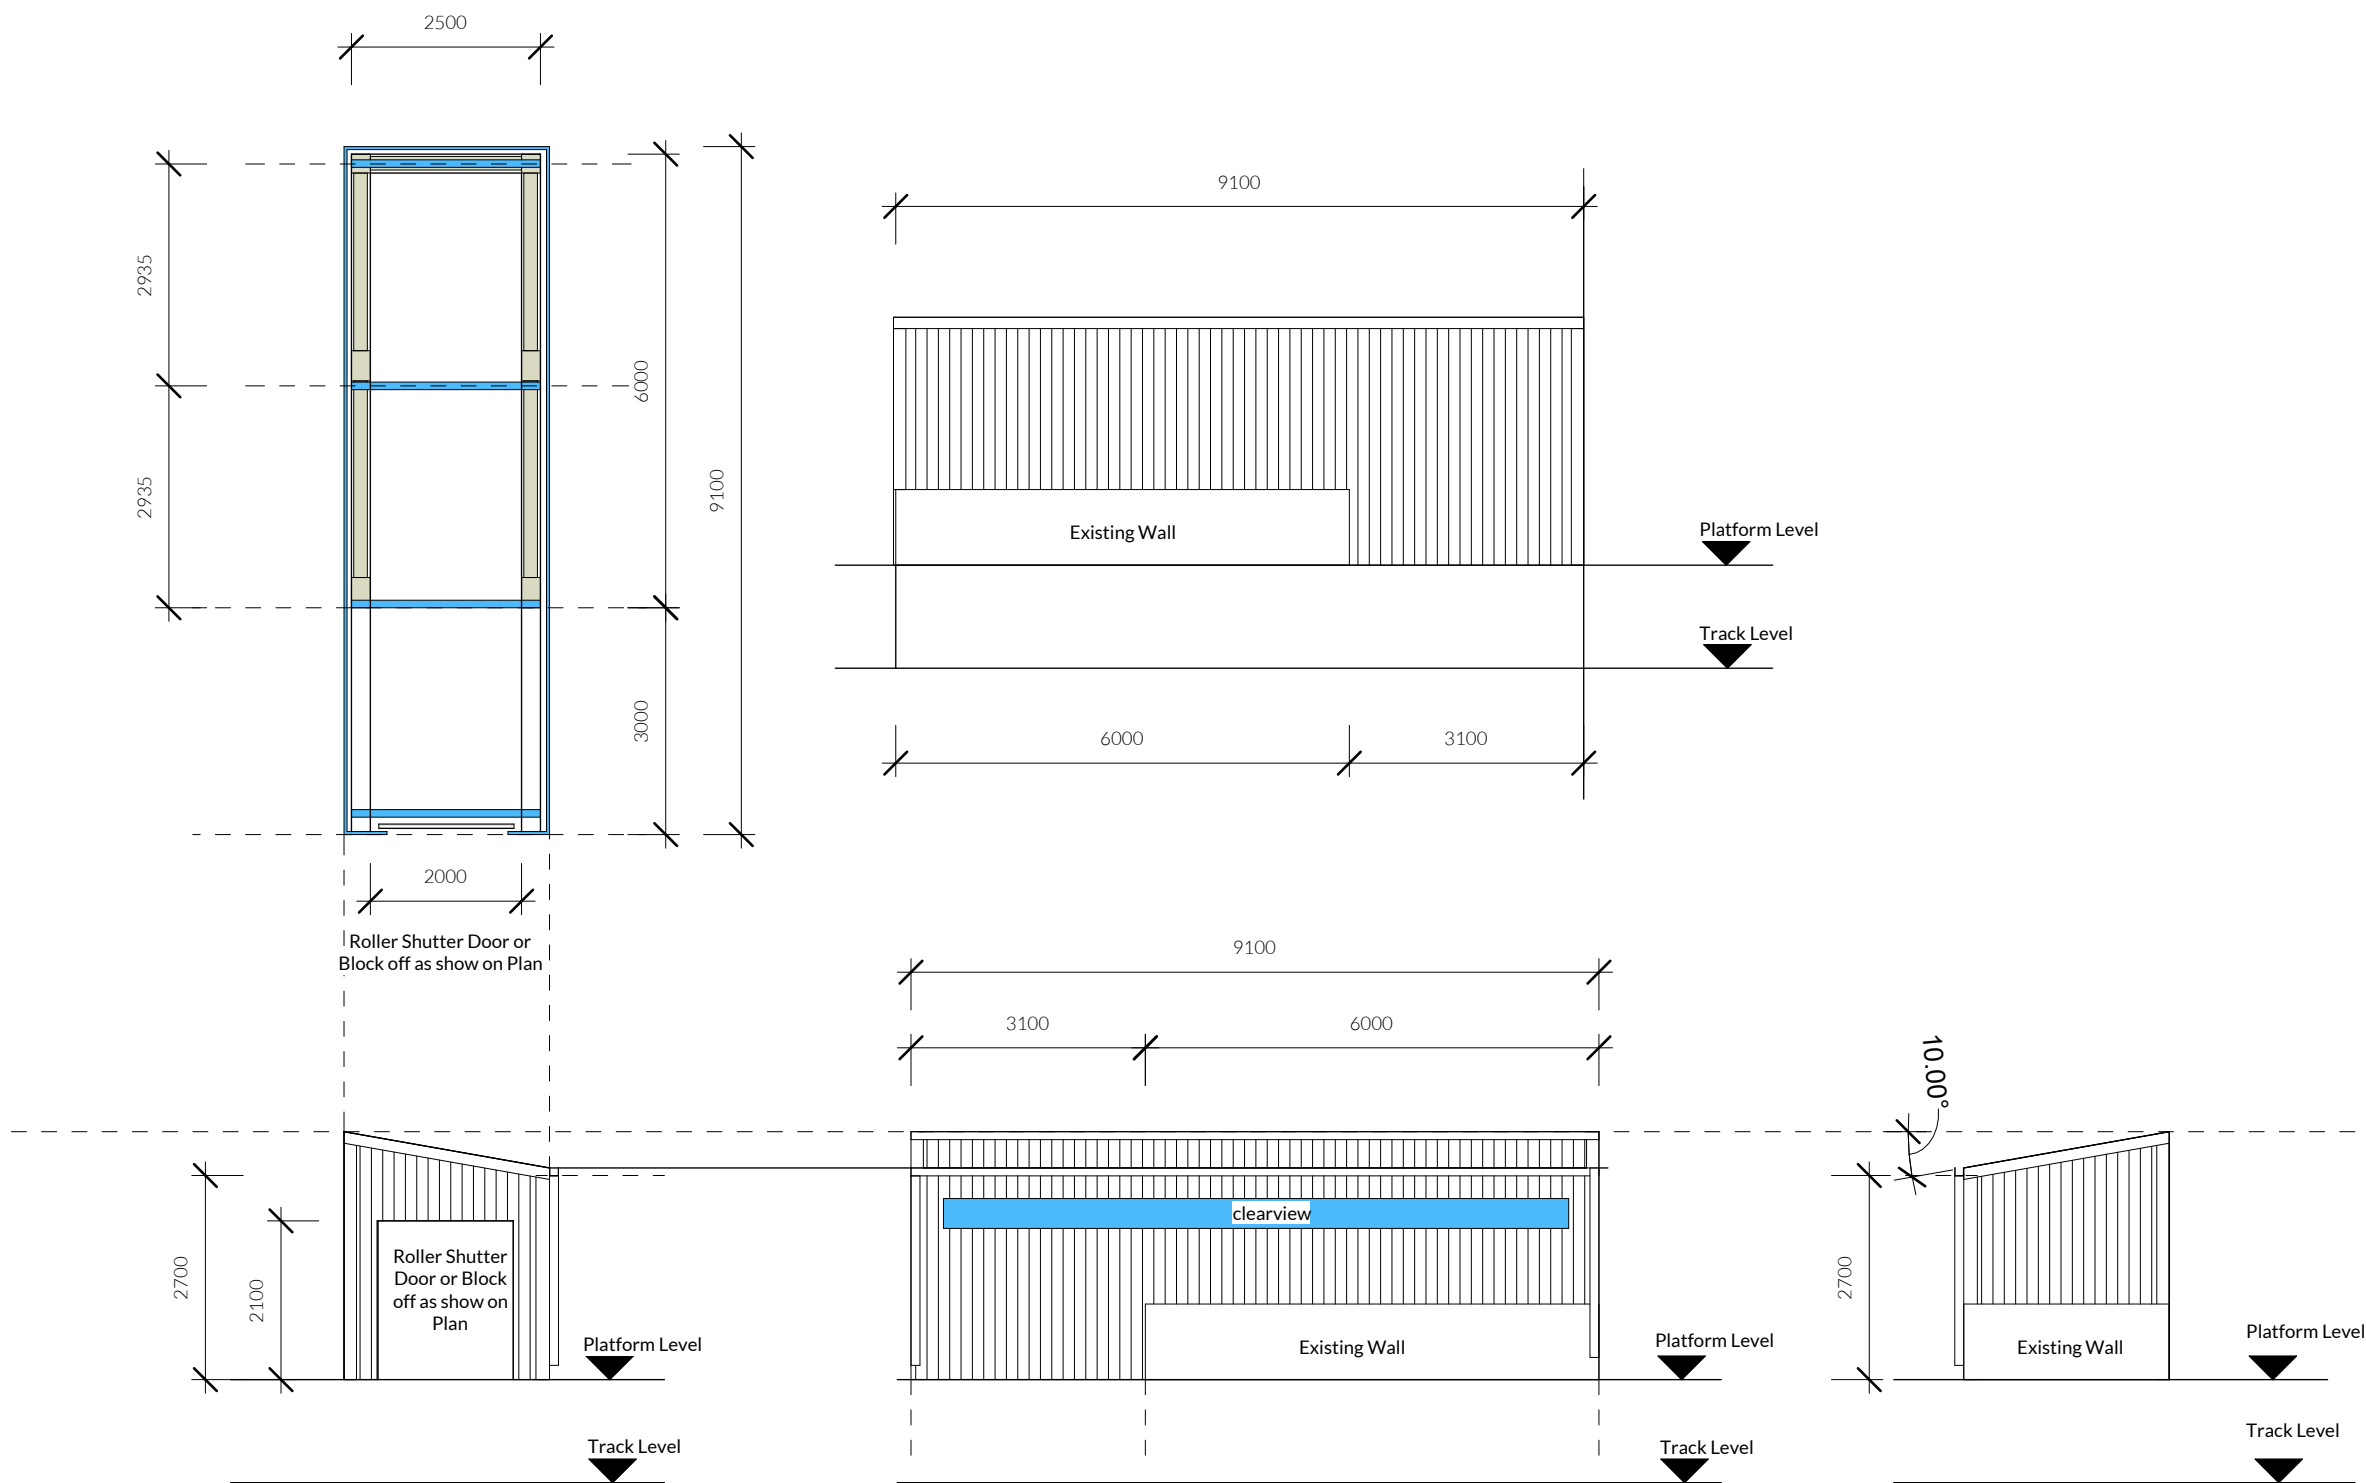 2500
2935
2935
6000
9100
3000
2000
Roller Shutter Door or
Block off as show on Plan
9100
Existing Wall
Platform Level
Track Level
6000
3100
9100
3100
6000
10.00°
2700
2100
Roller Shutter
Door or Block
off as show on
Plan
Platform Level
Track Level
clearview
Existing Wall
Platform Level
Track Level
2700
Existing Wall
Platform Level
Track Level